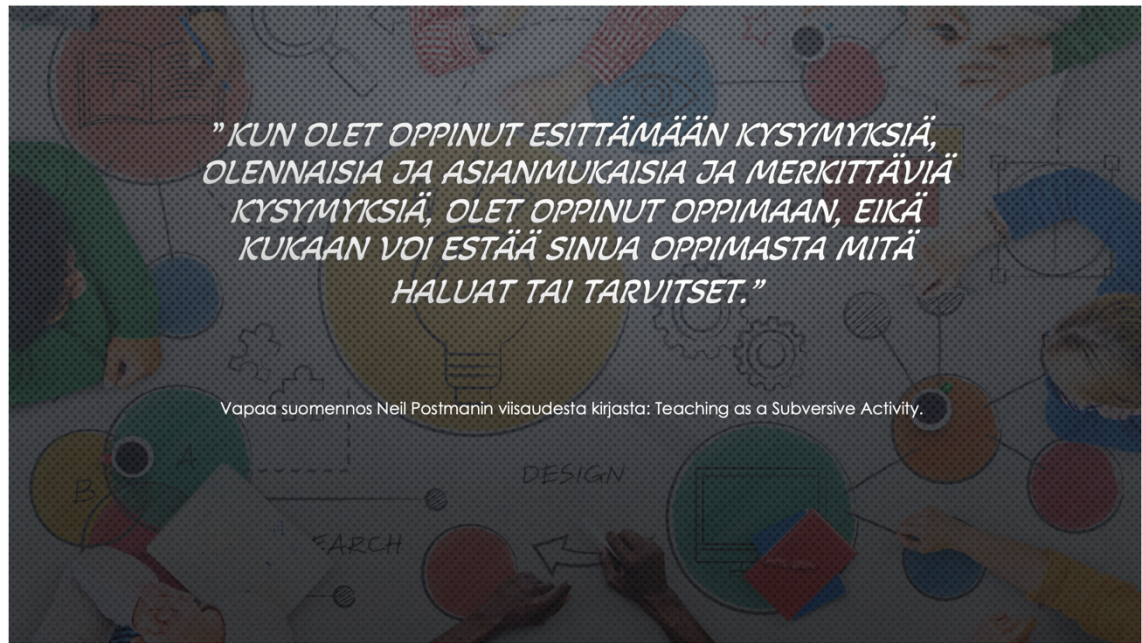 ” KUN OLET OPPINUT ESITTÄMÄÄN KYSYMYKSIÄ,
OLENNAISIA JA ASIANMUKAISIA JA MERKITTÄVIÄ
KYSYMYKSIÄ, OLET OPPINUT OPPIMAAN, EIKÄ
KUKAAN VOI ESTÄÄ SINUA OPPIMASTA MITÄ
HALUAT TAI TARVITSET.”
Vapaa suomennos Neil Postmanin viisaudesta kirjasta: Teaching as a Subversive Activity.
A
B
DESIGN
EARCH